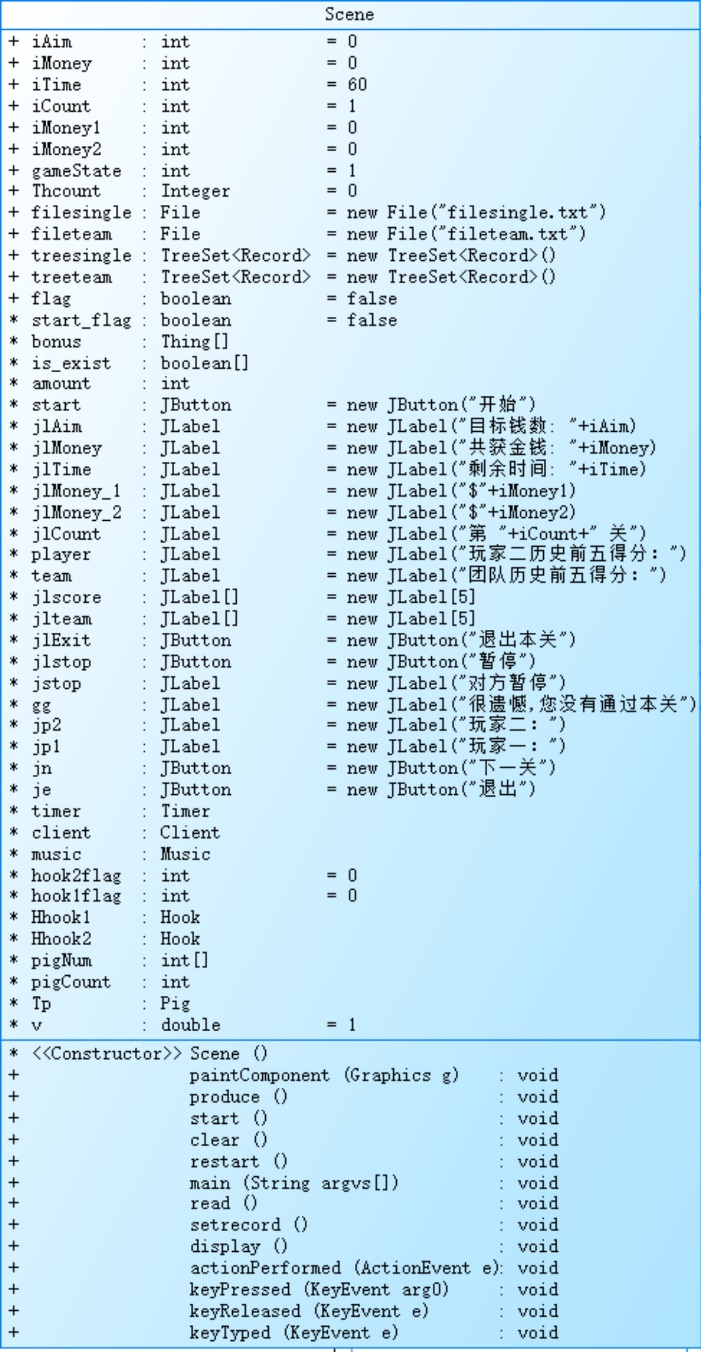 Scene
+ iAim : int = 0
+ iMoney : int = 0
+ iTime : int = 60
+ iCount : int = 1
+ iMoney1 : int = 0
+ iMoney2 : int = 0
+ gameState : int = 1
+ Thcount : Integer = 0
+ filesingle : File = new File("filesingle.txt")
+ fileteam : File = new File("fileteam.txt")
+ treesingle : TreeSet<Record> = new TreeSet<Record>()
+ treeteam : TreeSet<Record> = new TreeSet<Record>()
+ flag : boolean = false
* start_flag : boolean = false
* bonus : Thing[]
* is_exist : boolean[]
* amount : int
* start : JButton = new JButton("开始")
* jlAim : JLabel = new JLabel("目标钱数: "+iAim)
* jlMoney : JLabel = new JLabel("共获金钱: "+iMoney)
* jlTime : JLabel = new JLabel("剩余时间: "+iTime)
* jlMoney_1 : JLabel = new JLabel("$"+iMoney1)
* jlMoney_2 : JLabel = new JLabel("$"+iMoney2)
* jlCount : JLabel = new JLabel("第 "+iCount+" 关")
* player : JLabel = new JLabel("玩家二历史前五得分: ")
* team : JLabel = new JLabel("团队历史前五得分: ")
* jlscore : JLabel[] = new JLabel[5]
* jlteam : JLabel[] = new JLabel[5]
* jlExit : JButton = new JButton("退出本关")
* jlstop : JButton = new JButton("暂停")
* jstop : JLabel = new JLabel("对方暂停")
* gg : JLabel = new JLabel("很遗憾,您没有通过本关")
* jp2 : JLabel = new JLabel("玩家二: ")
* jp1 : JLabel = new JLabel("玩家一: ")
* jn : JButton = new JButton("下一关")
* je : JButton = new JButton("退出")
* timer : Timer
* client : Client
* music : Music
* hook2flag : int = 0
* hook1flag : int = 0
* Hhook1 : Hook
* Hhook2 : Hook
* pigNum : int[]
* pigCount : int
* Tp : Pig
* v : double = 1
* <<Constructor>> Scene ()
+ paintComponent (Graphics g) : void
+ produce () : void
+ start () : void
+ clear () : void
+ restart () : void
+ main (String argvs[]) : void
+ read () : void
+ setrecord () : void
+ display () : void
+ actionPerformed (ActionEvent e) : void
+ keyPressed (KeyEvent arg0) : void
+ keyReleased (KeyEvent e) : void
+ keyTyped (KeyEvent e) : void